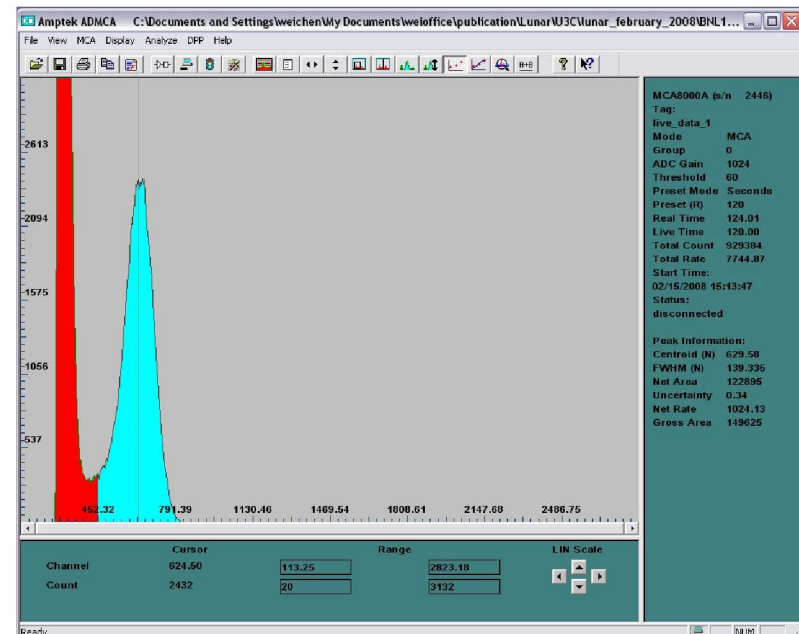 Amptek ADMCA C:\Documents and Settings\weichen\My Documents\weioffice\publication\Lunar\U3C\lunar_february_2008\BNL1...
File View MCA Display Analyze DPP Help
MCA8000A (s/n 2446)
Tag:
live_data_1
Mode MCA
Group 0
ADC Gain 1024
Threshold 60
Preset Mode Seconds
Preset (R) 120
Real Time 124.01
Live Time 120.00
Total Count 929384
Total Rate 7744.87
Start Time:
02/15/2008 15:13:47
Status:
disconnected
Peak Information:
Centroid (N) 629.58
FWHM (N) 139.335
Net Area 122895
Uncertainty 0.34
Net Rate 1024.13
Gross Area 149625
2613
2094
1575
1056
537
452.32 791.39 1130.46 1469.54 1808.61 2147.68 2486.75
Cursor Range LIN Scale
Channel 624.50 113.25 2823.18
Count 2432 20 3132
Ready NUM